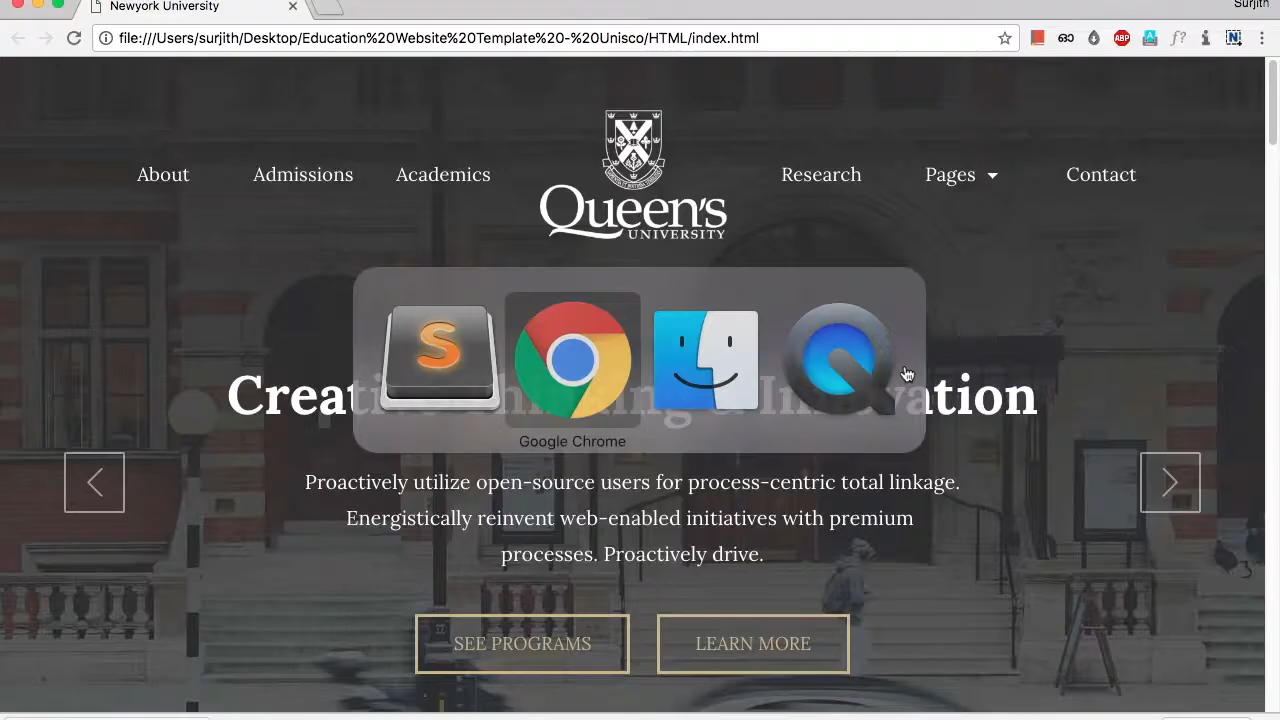 Newyork University
Surjith
file:///Users/surjith/Desktop/Education%20Website%20Template%20-%20Unisco/HTML/index.html
ABP
f?
About
Admissions
Academics
QUEEN'S
UNIVERSITY
Research
Pages
Contact
S
Google Chrome
Proactively utilize open-source users for process-centric total linkage.
Energistically reinvent web-enabled initiatives with premium
processes. Proactively drive.
SEE PROGRAMS
LEARN MORE